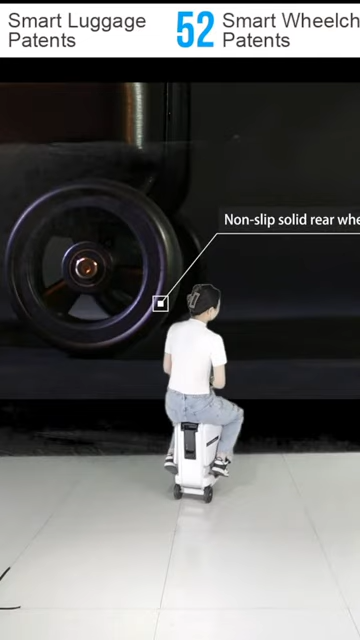 Smart Luggage
Patents
52
Smart Wheelch
Patents
Non-slip solid rear whe